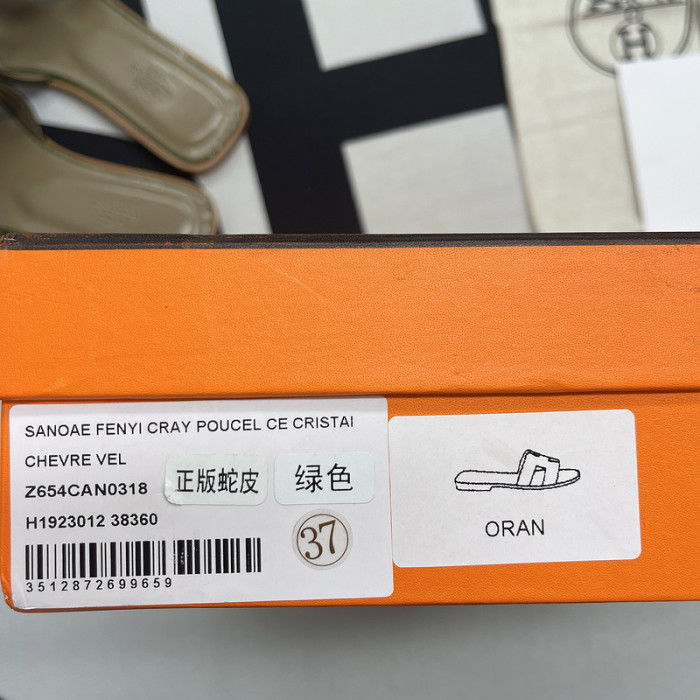 H
SANOAE FENYI CRAY POUCEL CE CRISTAI
CHEVRE VEL
Z654CAN0318
正版蛇皮
绿色
H1923012 38360
37
3512872699659
ORAN